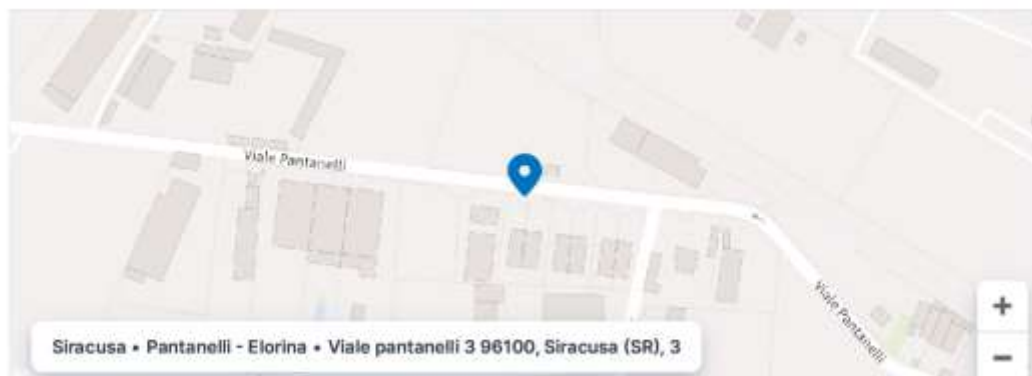 Viale Pantanelli
Viale Pantanelli
Siracusa • Pantanelli - Elorina • Viale pantanelli 3 96100, Siracusa (SR), 3
+
−